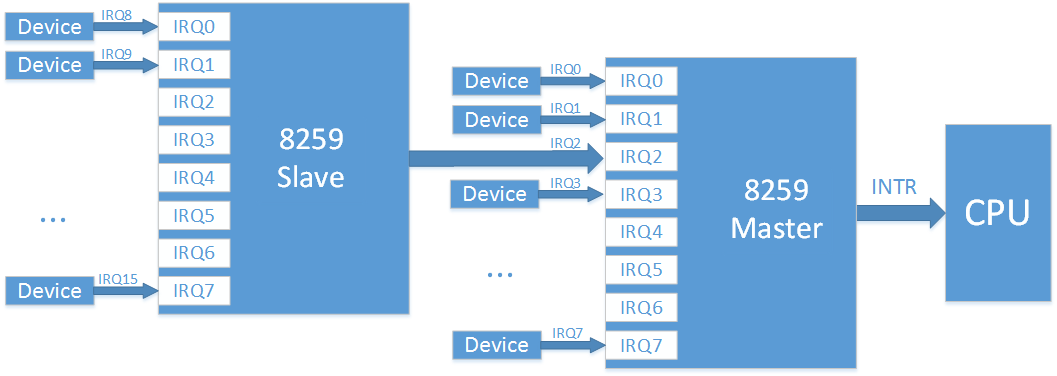 Device
IRQ8
IRQ0
Device
IRQ9
IRQ1
IRQ2
IRQ3
IRQ4
...
IRQ5
IRQ6
Device
IRQ15
IRQ7
8259
Slave
Device
IRQ0
IRQ0
Device
IRQ1
IRQ1
IRQ2
IRQ2
Device
IRQ3
IRQ3
IRQ4
...
IRQ5
IRQ6
Device
IRQ7
IRQ7
8259
Master
INTR
CPU